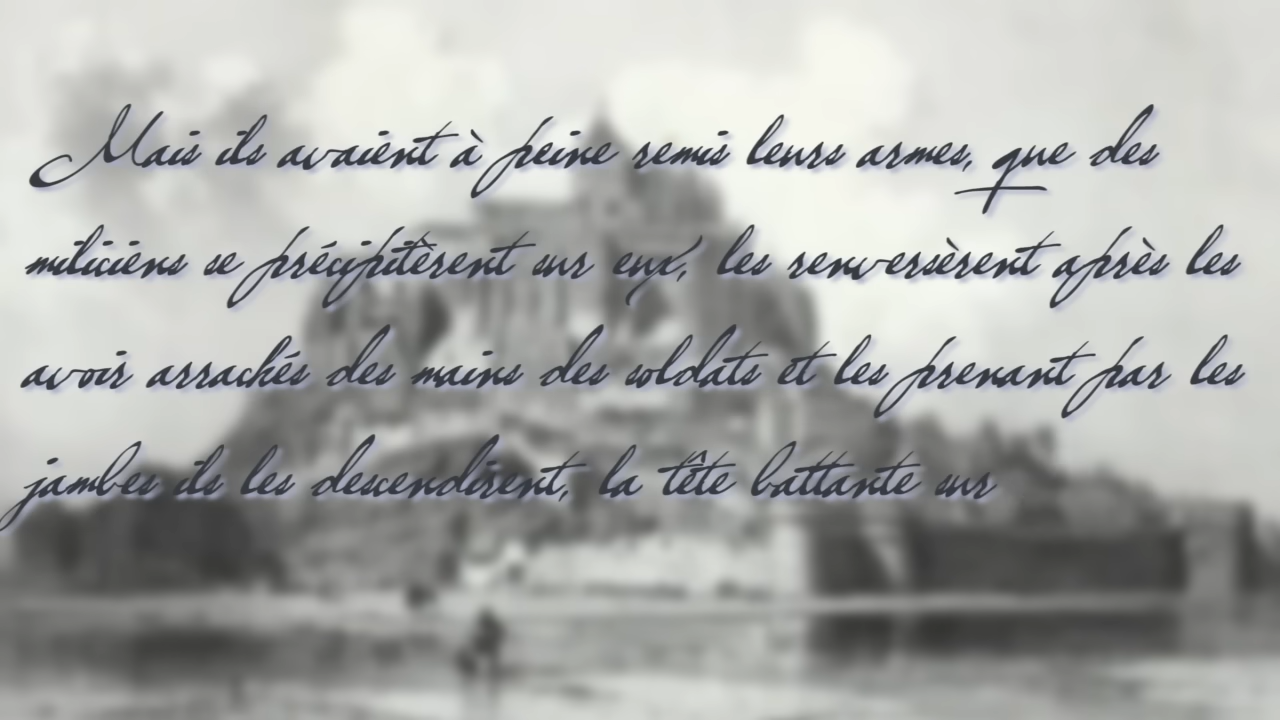 Mais ils avaient à peine remis leurs armes, que des
miliciens se précipitèrent sur eux, les renversèrent après les
avoir arrachés des mains des soldats et les prenant par les
jambes ils les descendirent, la tête battante sur